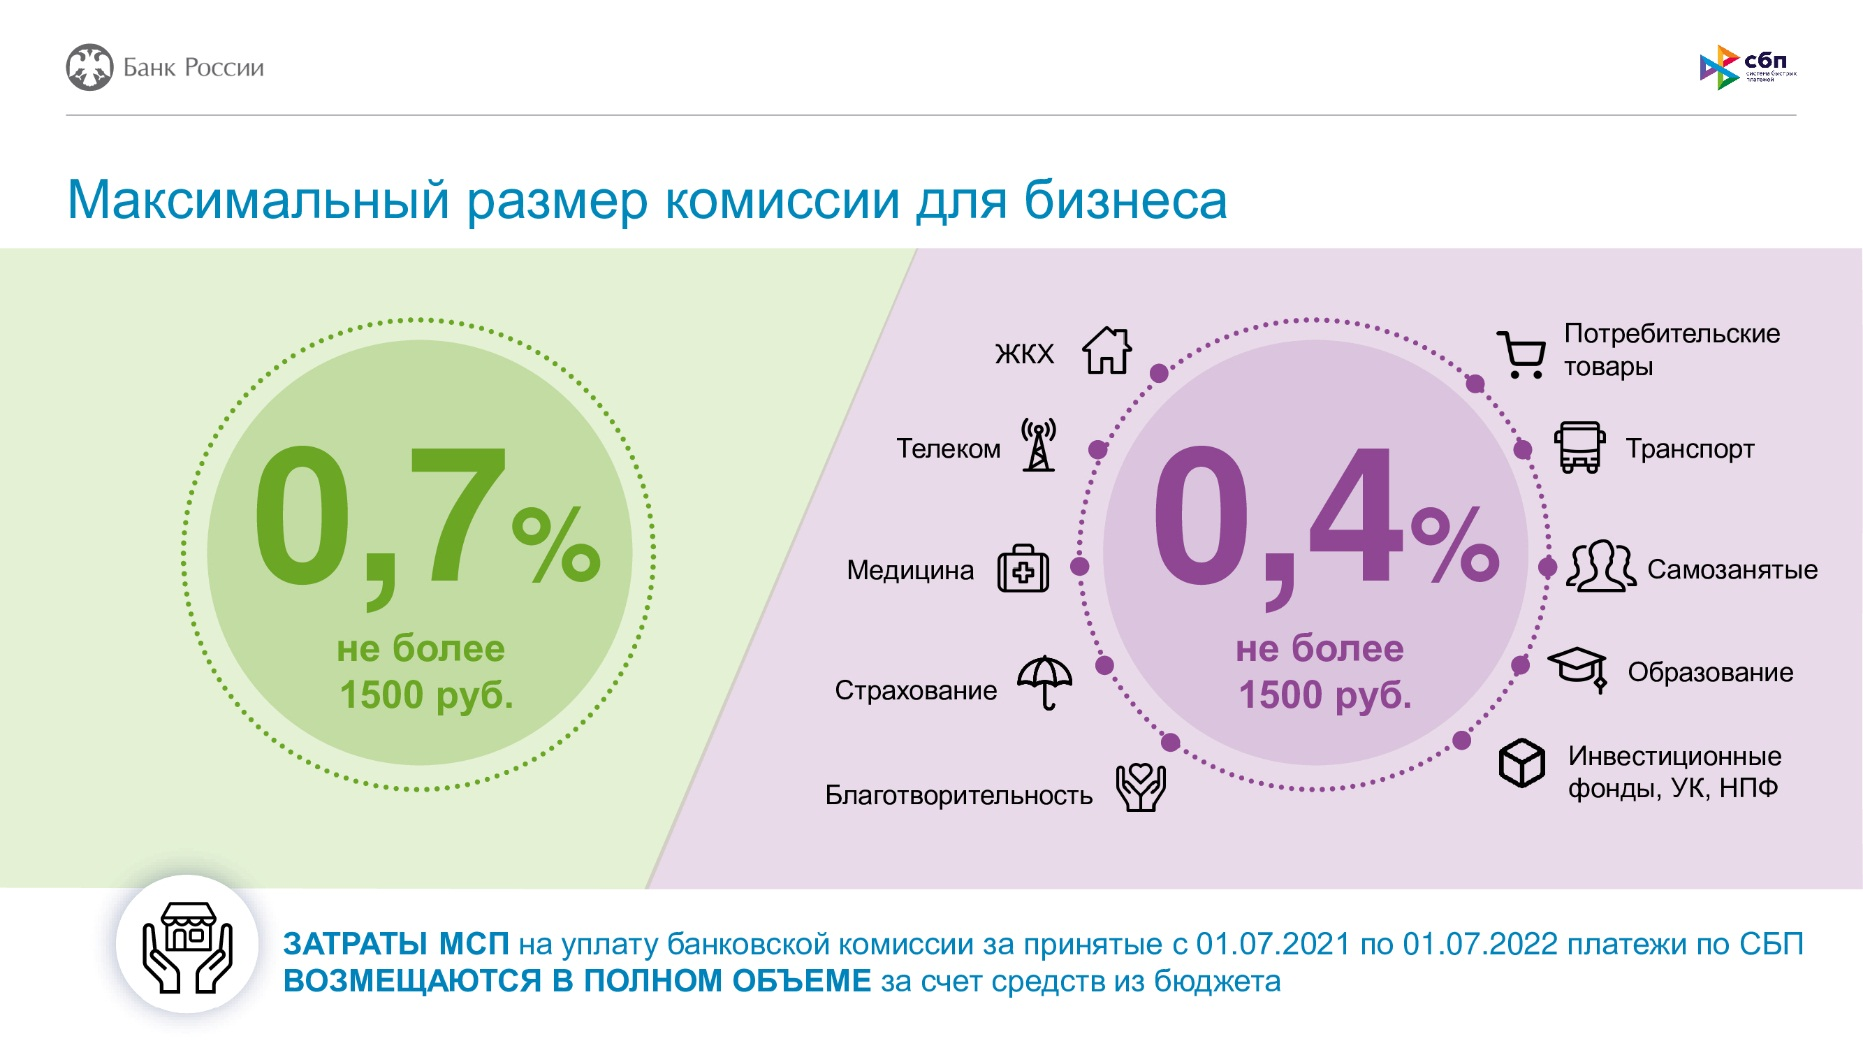 Банк России
сбп
система быстрых
платежей
Максимальный размер комиссии для бизнеса
0,7%
не более
1500 руб.
ЖКХ
Телеком
Медицина
Страхование
Благотворительность
0,4%
не более
1500 руб.
Потребительские
товары
Транспорт
Самозанятые
Образование
Инвестиционные
фонды, УК, НПФ
ЗАТРАТЫ МСП на уплату банковской комиссии за принятые с 01.07.2021 по 01.07.2022 платежи по СБП
ВОЗМЕЩАЮТСЯ В ПОЛНОМ ОБЪЕМЕ за счет средств из бюджета